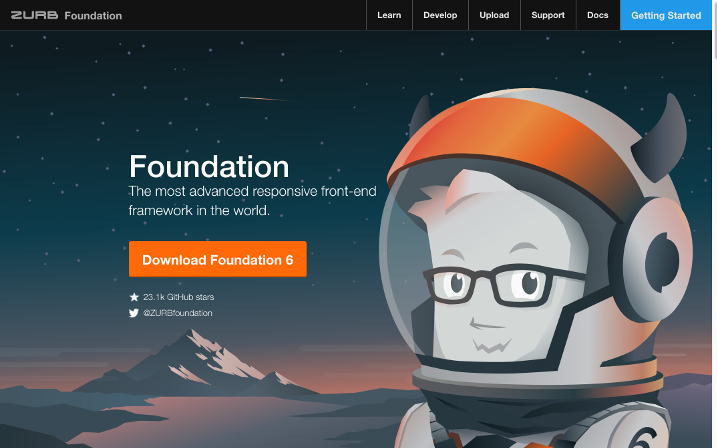 ZURB Foundation
Learn
Develop
Upload
Support
Docs
Getting Started
Foundation
The most advanced responsive front-end
framework in the world.
Download Foundation 6
23.1k GitHub stars
@ZURBfoundation
6